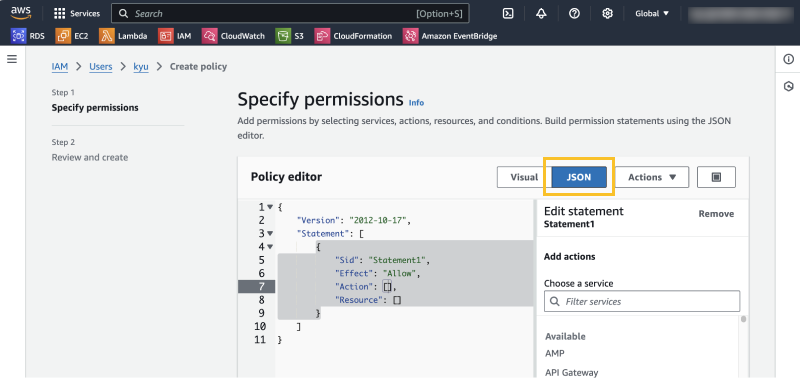 aws
Services
Search
[Option+S]
Global
RDS
EC2
Lambda
IAM
CloudWatch
S3
CloudFormation
Amazon EventBridge
IAM > Users > kyu > Create policy
Step 1
Specify permissions
Step 2
Review and create
Specify permissions Info
Add permissions by selecting services, actions, resources, and conditions. Build permission statements using the JSON
editor.
Policy editor
Visual
JSON
Actions
1 {
2 "Version": "2012-10-17",
3 "Statement": [
4 {
5 "Sid": "Statement1",
6 "Effect": "Allow",
7 "Action": [],
8 "Resource": []
9 }
10 ]
11 }
Edit statement
Statement1
Remove
Add actions
Choose a service
Filter services
Available
AMP
API Gateway